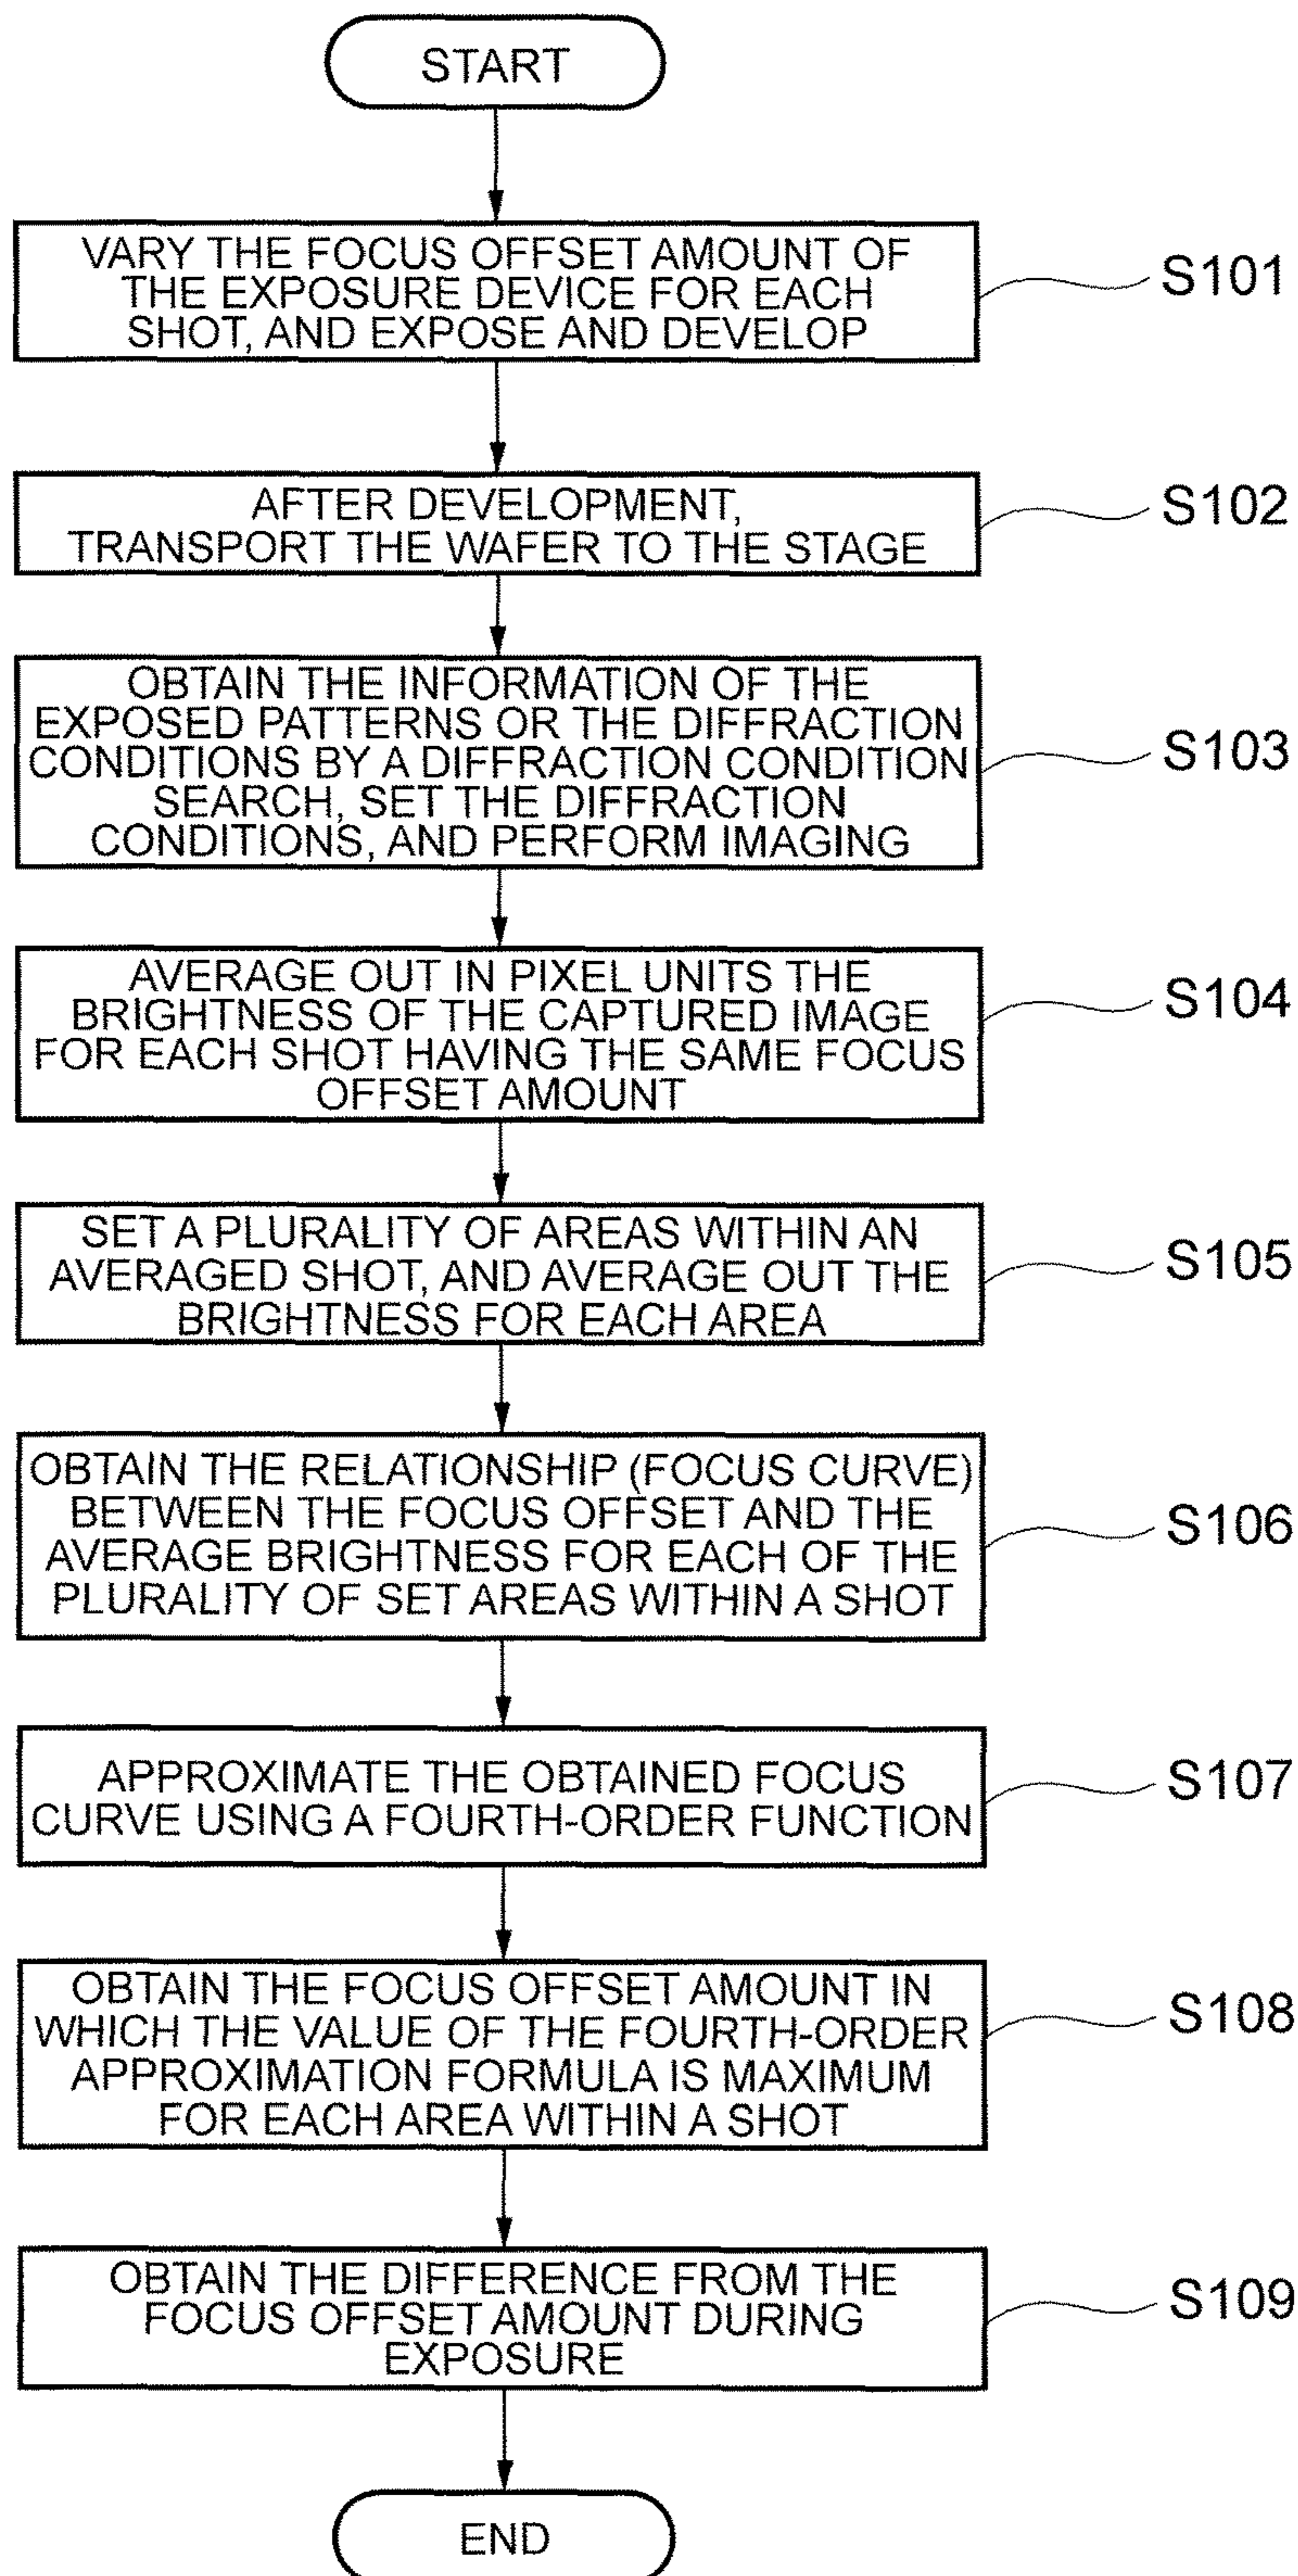 START
VARY THE FOCUS OFFSET AMOUNT OF
THE EXPOSURE DEVICE FOR EACH
SHOT, AND EXPOSE AND DEVELOP
S101
AFTER DEVELOPMENT,
TRANSPORT THE WAFER TO THE STAGE
S102
OBTAIN THE INFORMATION OF THE
EXPOSED PATTERNS OR THE DIFFRACTION
CONDITIONS BY A DIFFRACTION CONDITION
SEARCH, SET THE DIFFRACTION
CONDITIONS, AND PERFORM IMAGING
S103
AVERAGE OUT IN PIXEL UNITS THE
BRIGHTNESS OF THE CAPTURED IMAGE
FOR EACH SHOT HAVING THE SAME FOCUS
OFFSET AMOUNT
S104
SET A PLURALITY OF AREAS WITHIN AN
AVERAGED SHOT, AND AVERAGE OUT THE
BRIGHTNESS FOR EACH AREA
S105
OBTAIN THE RELATIONSHIP (FOCUS CURVE)
BETWEEN THE FOCUS OFFSET AND THE
AVERAGE BRIGHTNESS FOR EACH OF THE
PLURALITY OF SET AREAS WITHIN A SHOT
S106
APPROXIMATE THE OBTAINED FOCUS
CURVE USING A FOURTH-ORDER FUNCTION
S107
OBTAIN THE FOCUS OFFSET AMOUNT IN
WHICH THE VALUE OF THE FOURTH-ORDER
APPROXIMATION FORMULA IS MAXIMUM
FOR EACH AREA WITHIN A SHOT
S108
OBTAIN THE DIFFERENCE FROM THE
FOCUS OFFSET AMOUNT DURING
EXPOSURE
S109
END